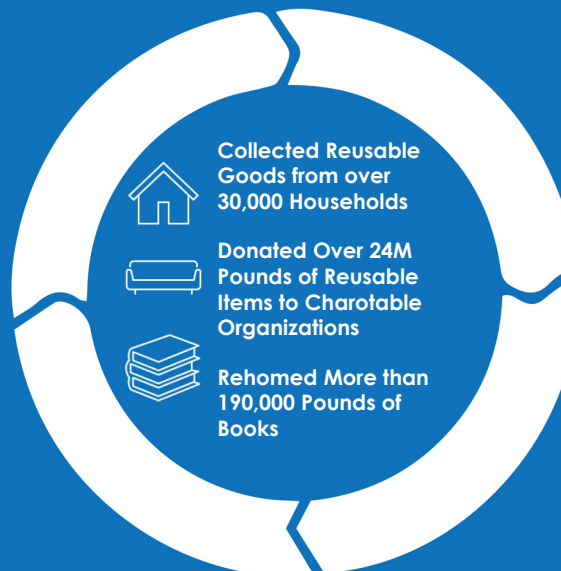 Collected Reusable
Goods from over
30,000 Households
Donated Over 24M
Pounds of Reusable
Items to Charotable
Organizations
Rehomed More than
190,000 Pounds of
Books